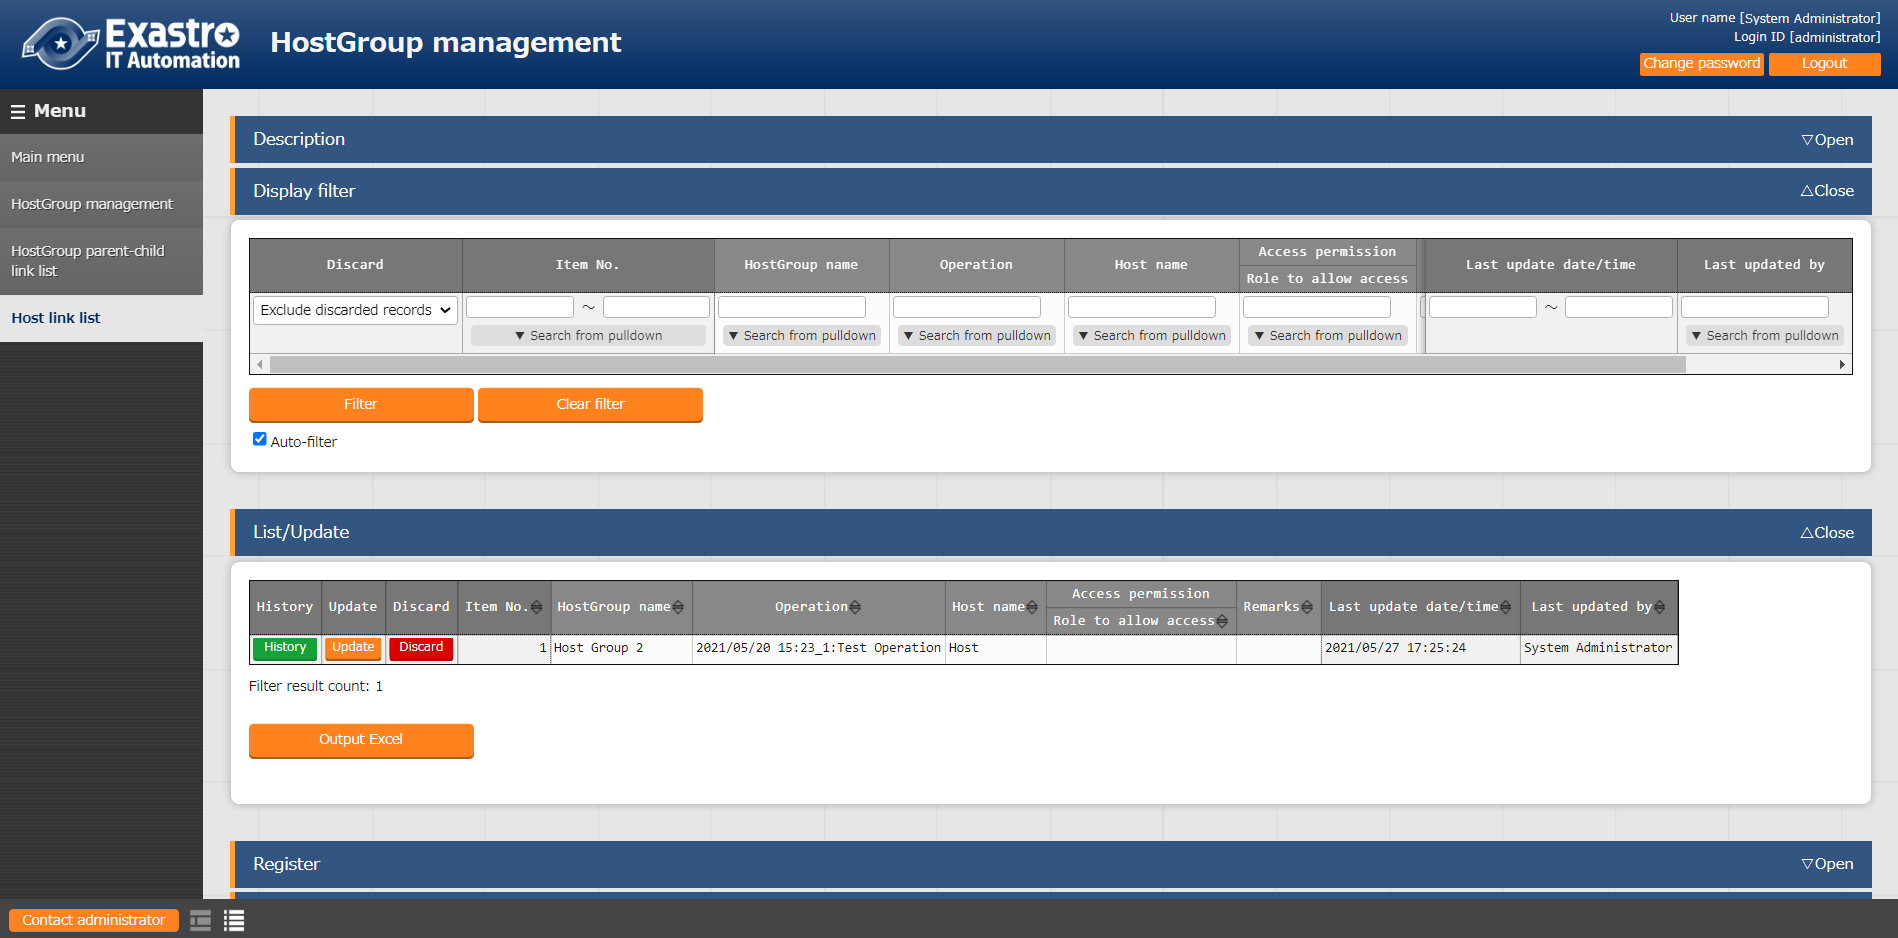 Exastro
IT Automation
HostGroup management
User name [System Administrator]
Login ID [administrator]
Change password
Logout
Menu
Main menu
HostGroup management
HostGroup parent-child
link list
Host link list
Description
▽Open
Display filter
△Close
Discard
Item No.
HostGroup name
Operation
Host name
Access permission
Role to allow access
Last update date/time
Last updated by
Exclude discarded records
～
～
▼ Search from pulldown
▼ Search from pulldown
▼ Search from pulldown
▼ Search from pulldown
▼ Search from pulldown
▼ Search from pulldown
Filter
Clear filter
Auto-filter
List/Update
△Close
History
Update
Discard
Item No.
HostGroup name
Operation
Host name
Access permission
Role to allow access
Remarks
Last update date/time
Last updated by
History
Update
Discard
1
Host Group 2
2021/05/20 15:23_1:Test Operation
Host
2021/05/27 17:25:24
System Administrator
Filter result count: 1
Output Excel
Register
▽Open
Contact administrator